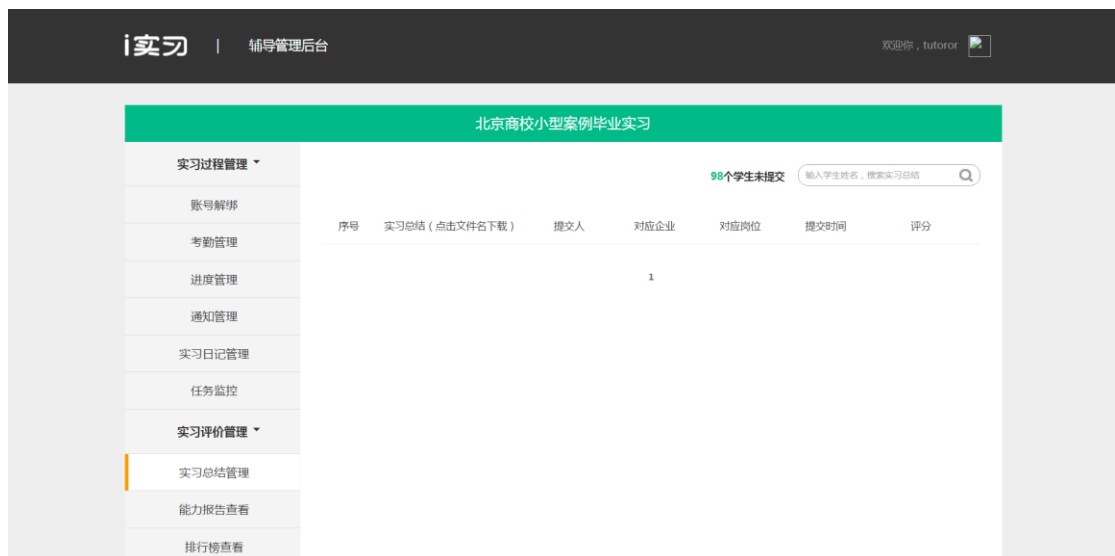 i实习 | 辅导管理后台
欢迎你，tutoror
北京商校小型案例毕业实习
实习过程管理
账号解绑
考勤管理
进度管理
通知管理
实习日记管理
任务监控
实习评价管理
实习总结管理
能力报告查看
排行榜查看
98个学生未提交
输入学生姓名，搜索实习总结
序号 实习总结（点击文件名下载） 提交人 对应企业 对应岗位 提交时间 评分
1